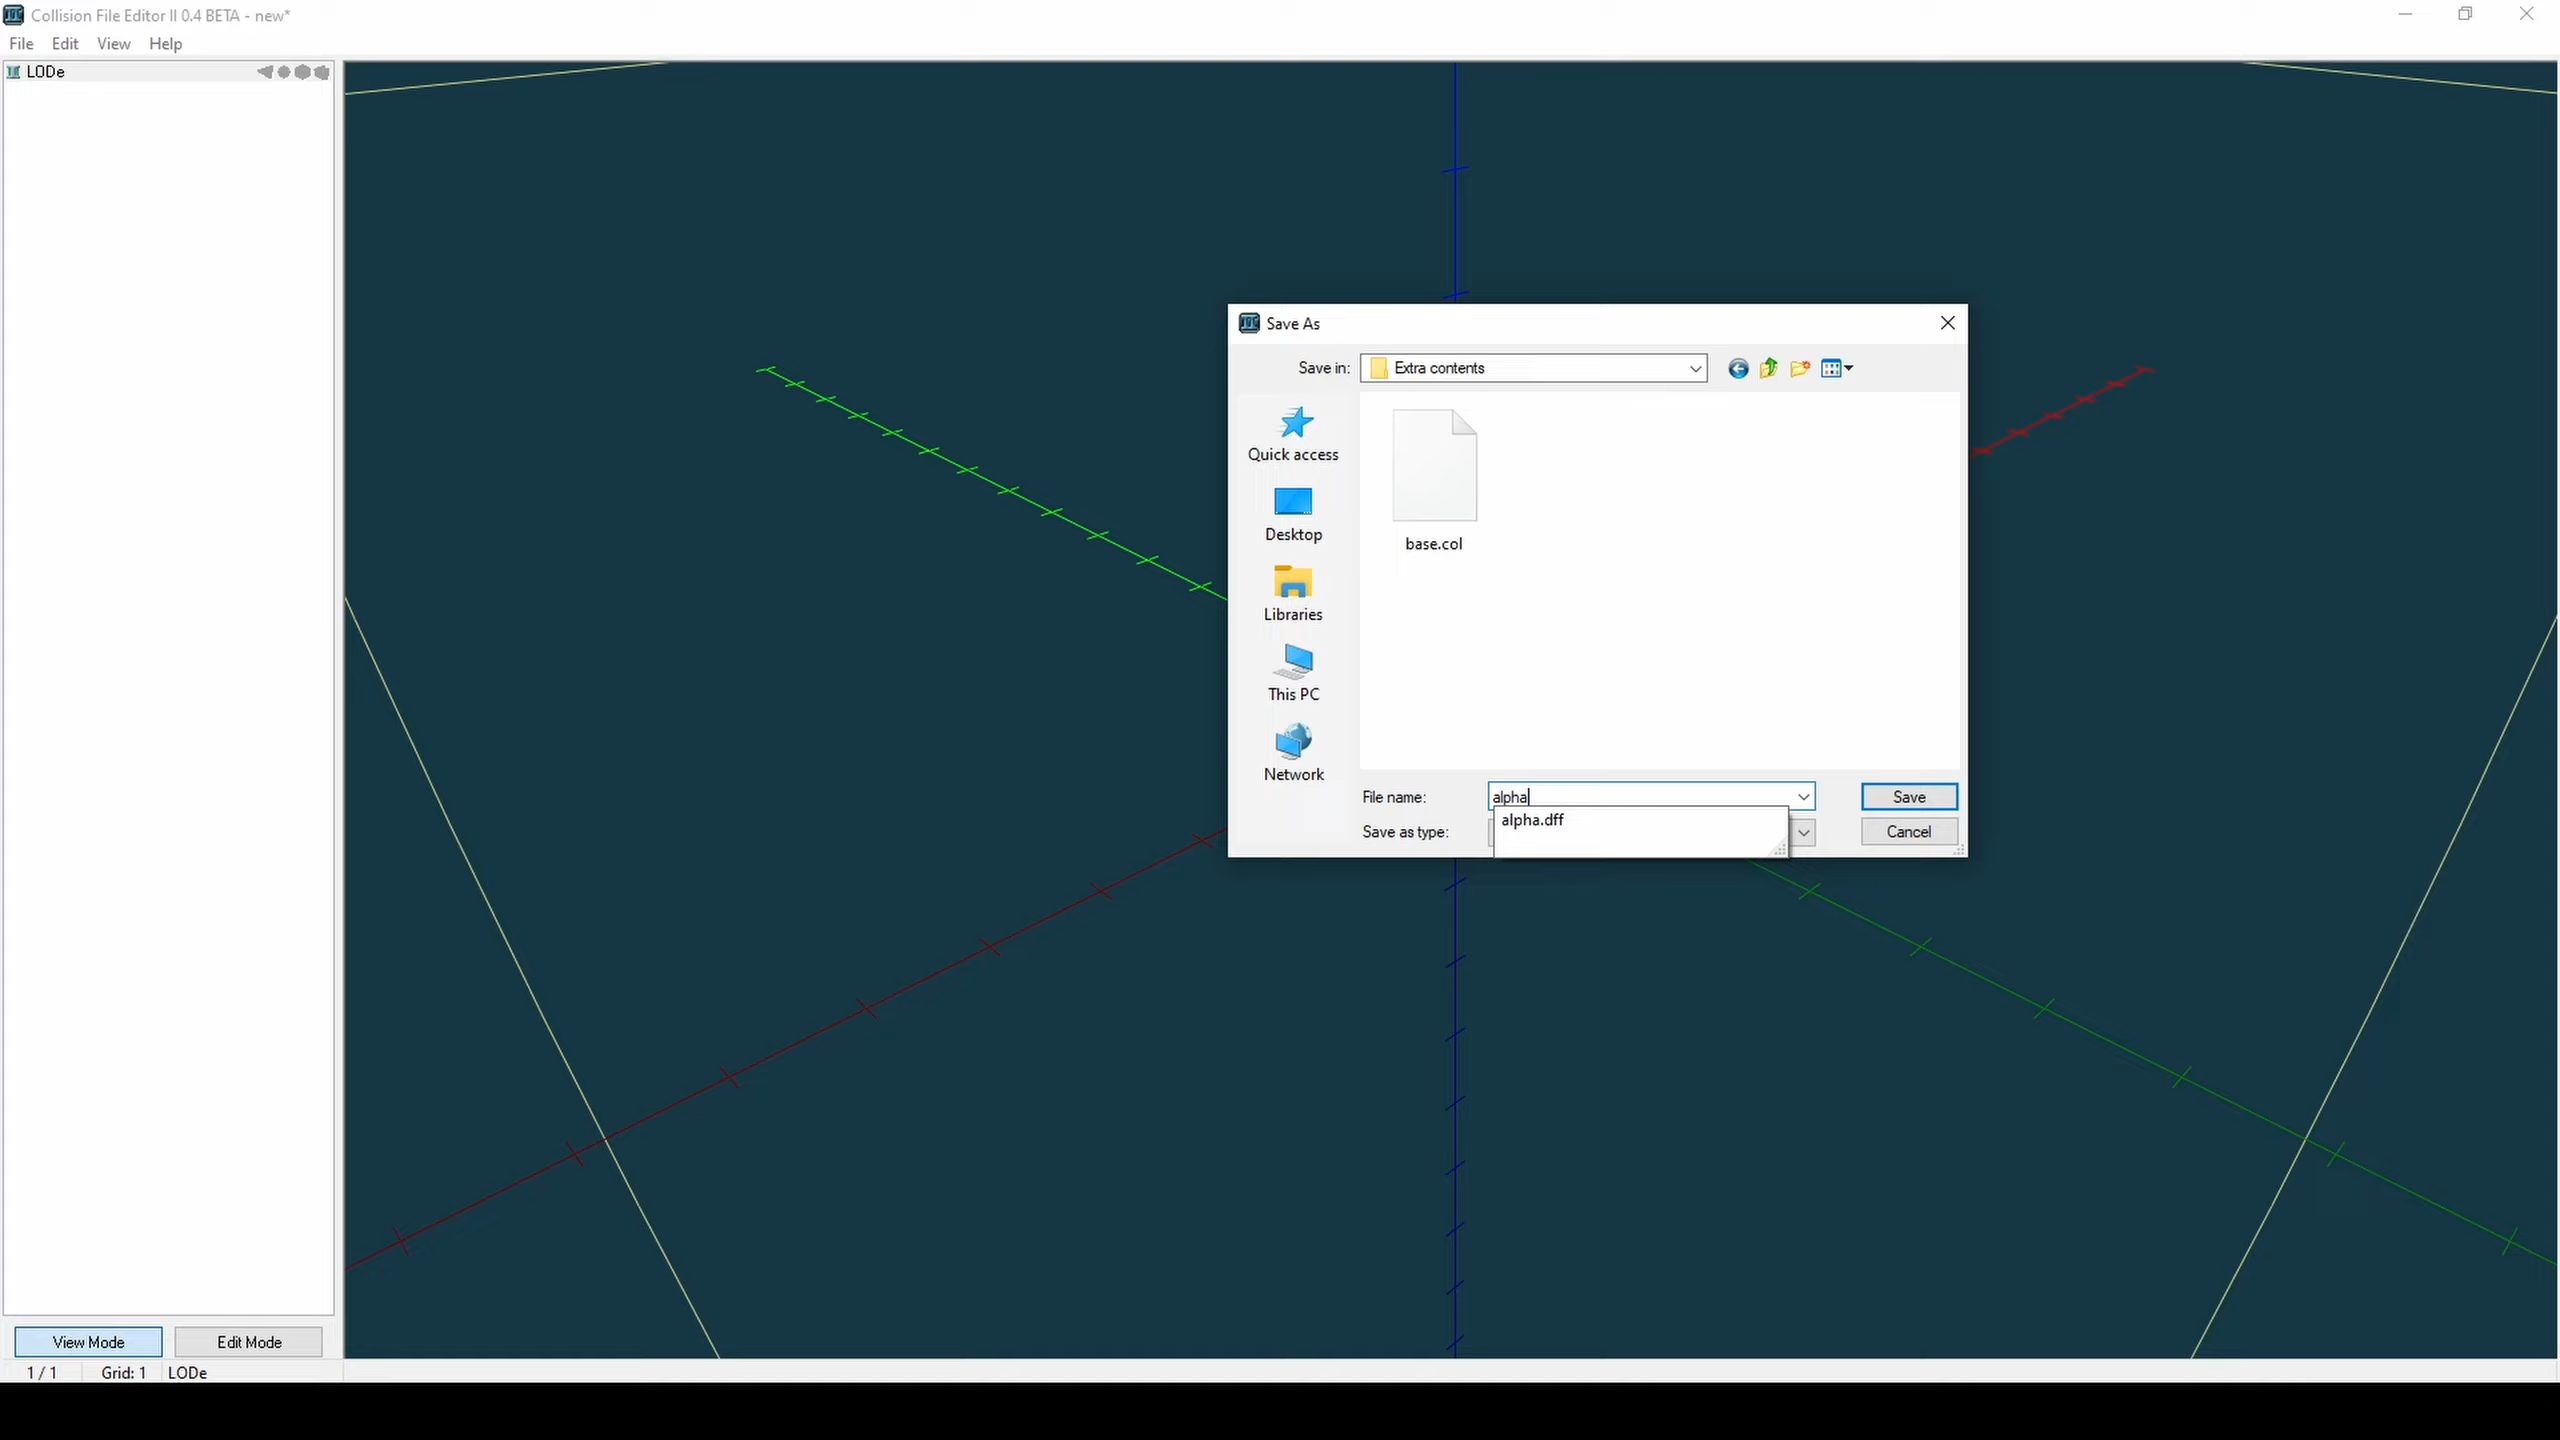 Collision File Editor II 0.4 BETA - new*
File Edit View Help
LODe
Save As
Save in: Extra contents
Quick access
Desktop
Libraries
This PC
Network
base.col
File name: alpha Save
alpha.dff
Save as type: Cancel
View Mode Edit Mode
1 / 1 Grid: 1 LODe